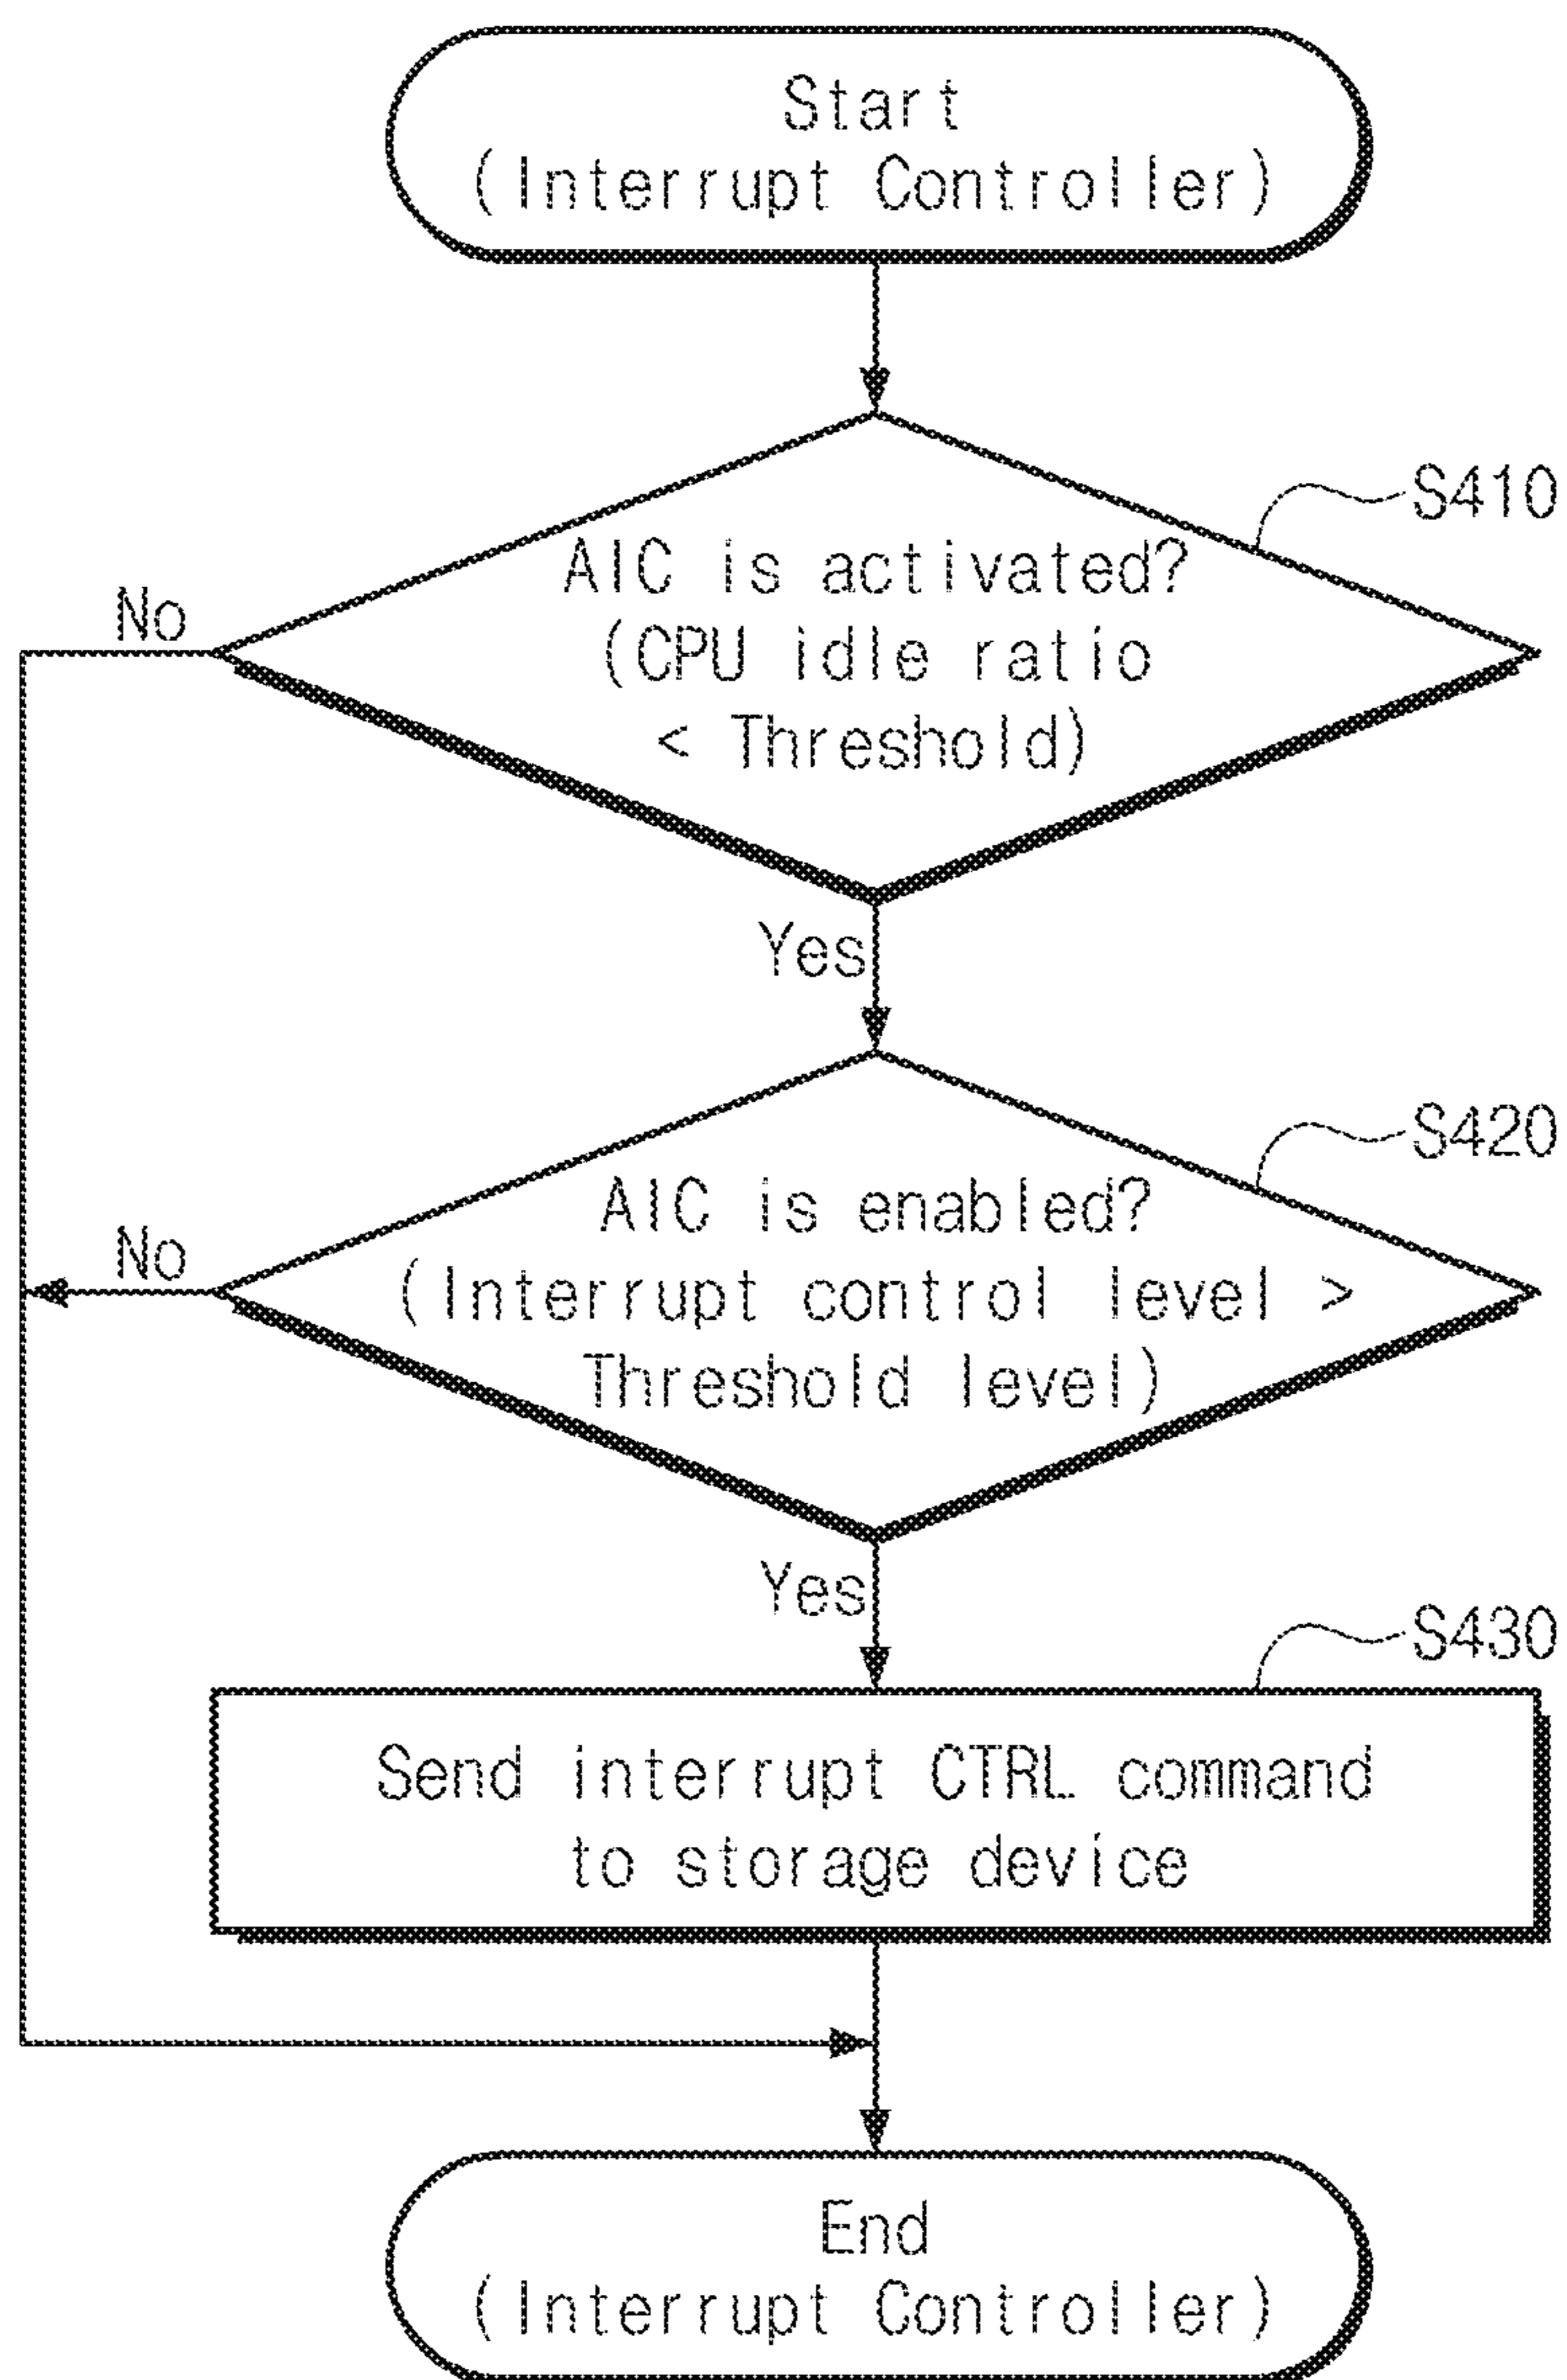 Start
(Interrupt Controller)
S410
AIC is activated?
(CPU idle ratio
< Threshold)
No
Yes
S420
AIC is enabled?
(Interrupt control level >
Threshold level)
No
Yes
S430
Send interrupt CTRL command
to storage device
End
(Interrupt Controller)